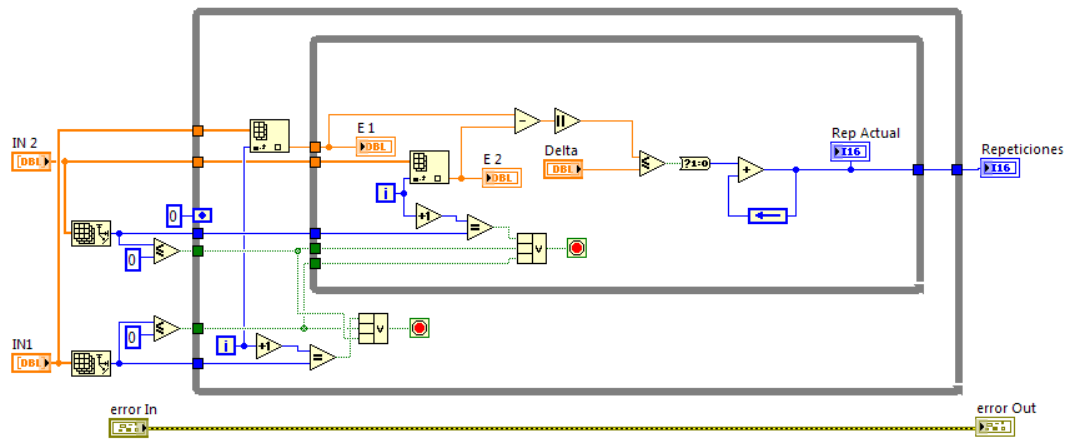 IN 2
[DBL]
E 1
DBL
E 2
DBL
Delta
DBL
?1:0
+
Rep Actual
I16
Repeticiones
I16
i
+1
=
v
0
≤
0
-
||
≤
≤
0
v
i
+1
=
IN1
[DBL]
error In
error Out